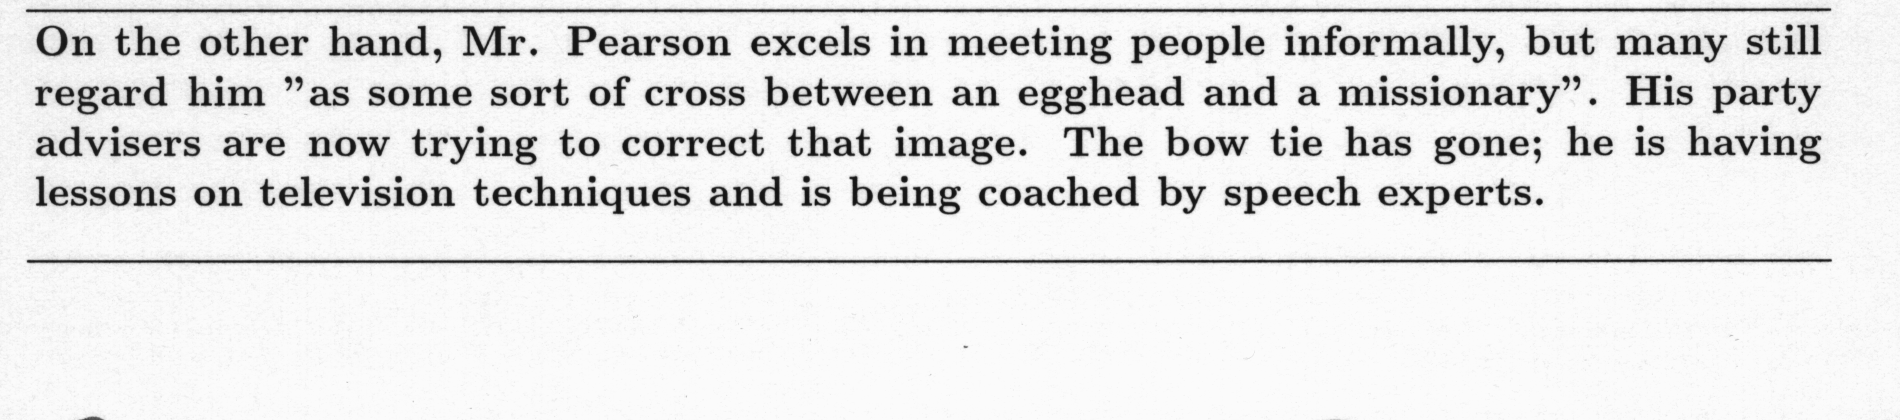 On the other hand, Mr. Pearson excels in meeting people informally, but many still
regard him ”as some sort of cross between an egghead and a missionary”. His party
advisers are now trying to correct that image. The bow tie has gone; he is having
lessons on television techniques and is being coached by speech experts.